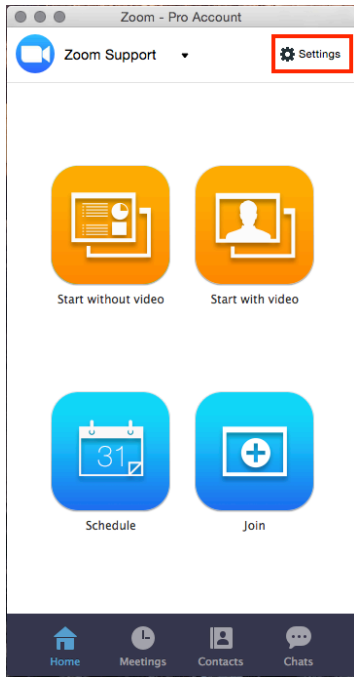 Zoom - Pro Account
Zoom Support
Settings
Start without video
Start with video
31
Schedule
Join
Home
Meetings
Contacts
Chats